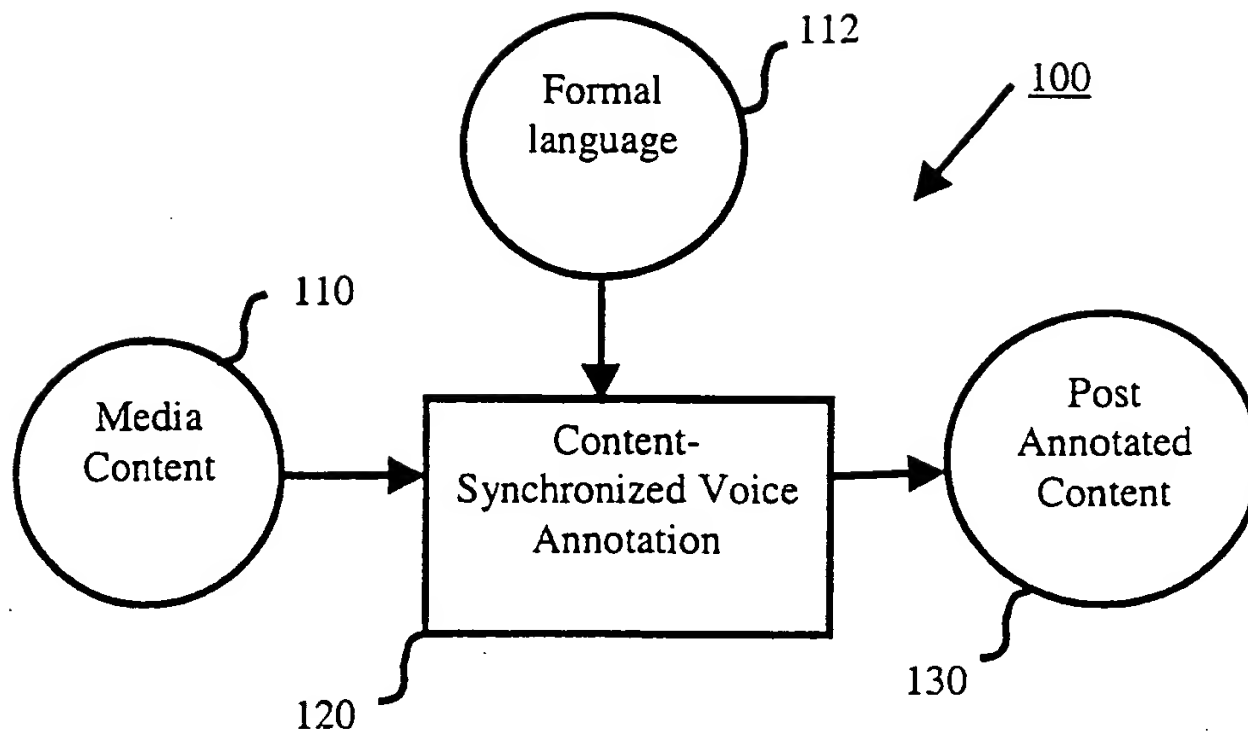 112
Formal
language
100
110
Media
Content
Content-
Synchronized Voice
Annotation
Post
Annotated
Content
120
130